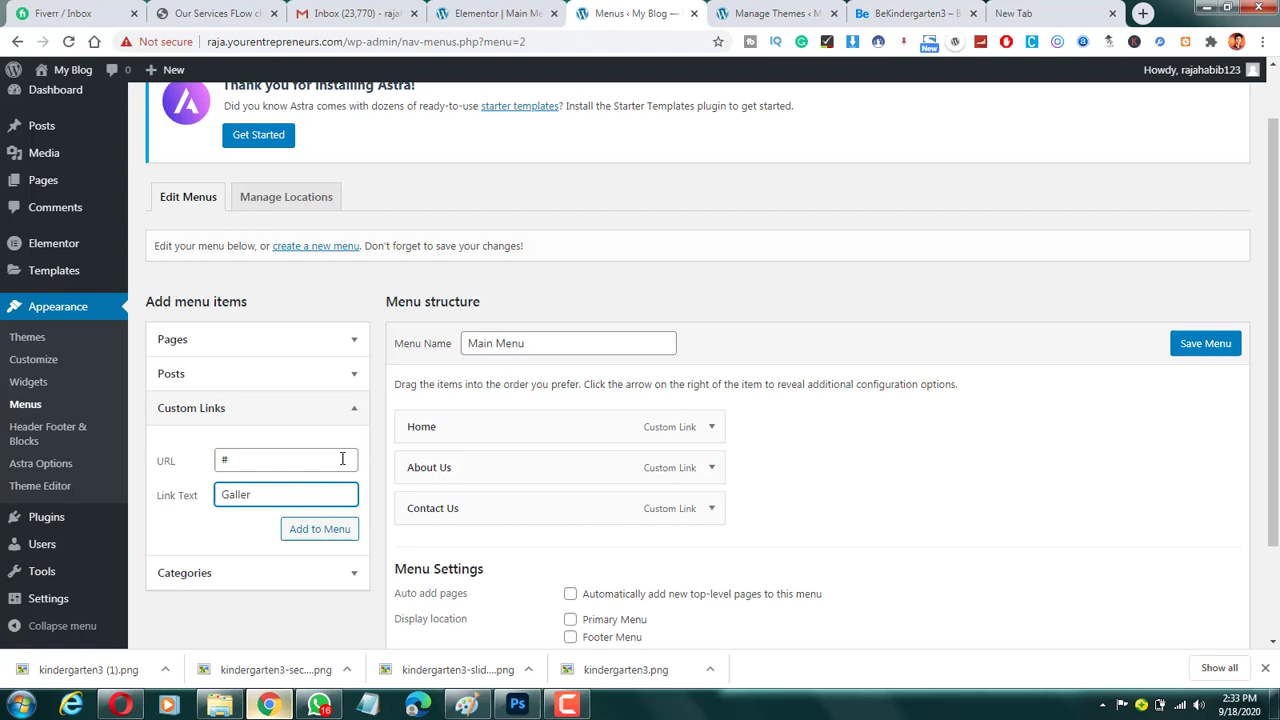 Fiverr / Inbox
Our Services FLow ch
Inbox (23,770) - rajah
Elementor ‹ Main M
Menus ‹ My Blog —
Manage Themes ‹ M
BeKindergarten3 – B
New Tab
Not secure
raja.yourentrepreneurs.com/wp-admin/nav-menus.php?menu=2
New
My Blog
0
New
Howdy, rajahabib123
Dashboard
Posts
Media
Pages
Comments
Elementor
Templates
Appearance
Themes
Customize
Widgets
Menus
Header Footer &
Blocks
Astra Options
Theme Editor
Plugins
Users
Tools
Settings
Collapse menu
Thank you for installing Astra!
Did you know Astra comes with dozens of ready-to-use starter templates? Install the Starter Templates plugin to get started.
Get Started
Edit Menus
Manage Locations
Edit your menu below, or create a new menu. Don't forget to save your changes!
Add menu items
Pages
Posts
Custom Links
URL
#
Link Text
Galler
Add to Menu
Categories
Menu structure
Menu Name
Main Menu
Save Menu
Drag the items into the order you prefer. Click the arrow on the right of the item to reveal additional configuration options.
Home
Custom Link
About Us
Custom Link
Contact Us
Custom Link
Menu Settings
Auto add pages
Automatically add new top-level pages to this menu
Display location
Primary Menu
Footer Menu
kindergarten3 (1).png
kindergarten3-sec....png
kindergarten3-slid....png
kindergarten3.png
Show all
16
Ps
2:33 PM
9/18/2020